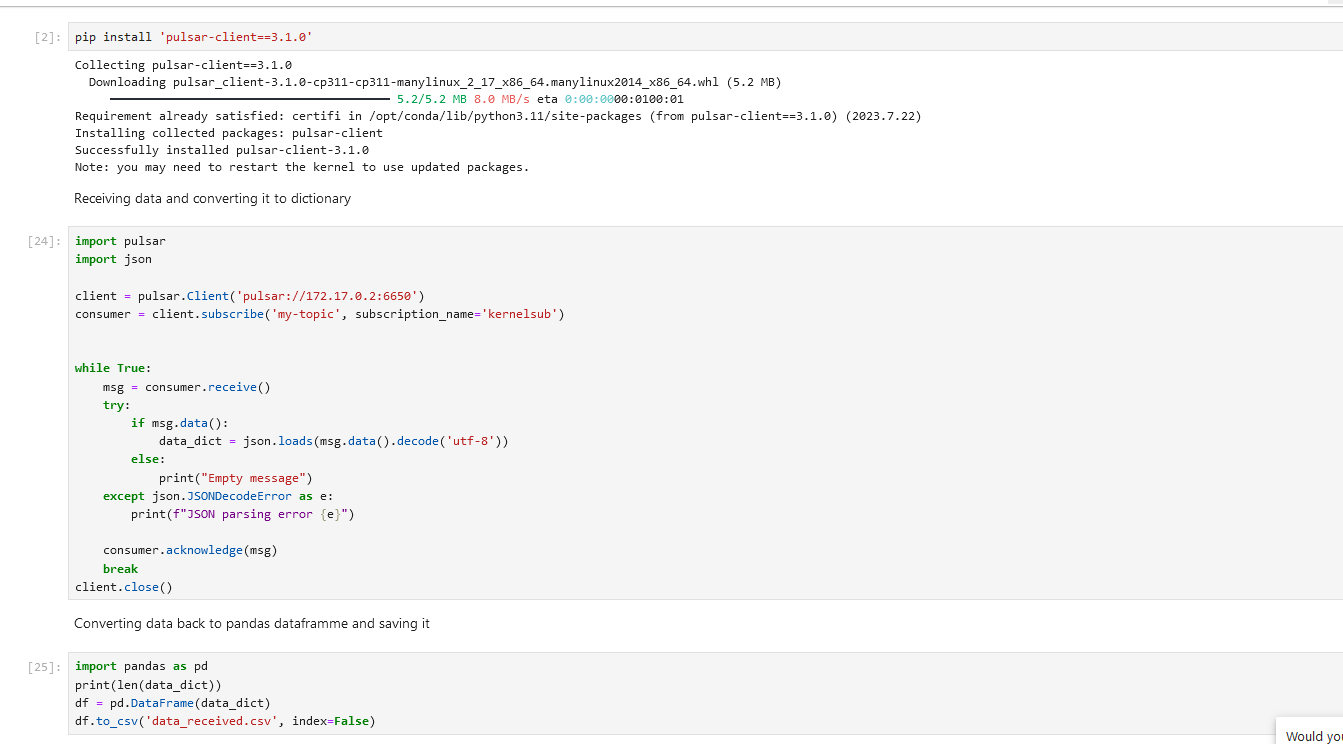 [2]: pip install 'pulsar-client==3.1.0'
Collecting pulsar-client==3.1.0
  Downloading pulsar_client-3.1.0-cp311-cp311-manylinux_2_17_x86_64.manylinux2014_x86_64.whl (5.2 MB)
5.2/5.2 MB 8.0 MB/s eta 0:00:0000:0100:01
Requirement already satisfied: certifi in /opt/conda/lib/python3.11/site-packages (from pulsar-client==3.1.0) (2023.7.22)
Installing collected packages: pulsar-client
Successfully installed pulsar-client-3.1.0
Note: you may need to restart the kernel to use updated packages.
Receiving data and converting it to dictionary
[24]: import pulsar
import json
client = pulsar.Client('pulsar://172.17.0.2:6650')
consumer = client.subscribe('my-topic', subscription_name='kernelsub')
while True:
    msg = consumer.receive()
    try:
        if msg.data():
            data_dict = json.loads(msg.data().decode('utf-8'))
        else:
            print("Empty message")
    except json.JSONDecodeError as e:
        print(f"JSON parsing error {e}")
    consumer.acknowledge(msg)
    break
client.close()
Converting data back to pandas dataframme and saving it
[25]: import pandas as pd
print(len(data_dict))
df = pd.DataFrame(data_dict)
df.to_csv('data_received.csv', index=False)
Would you